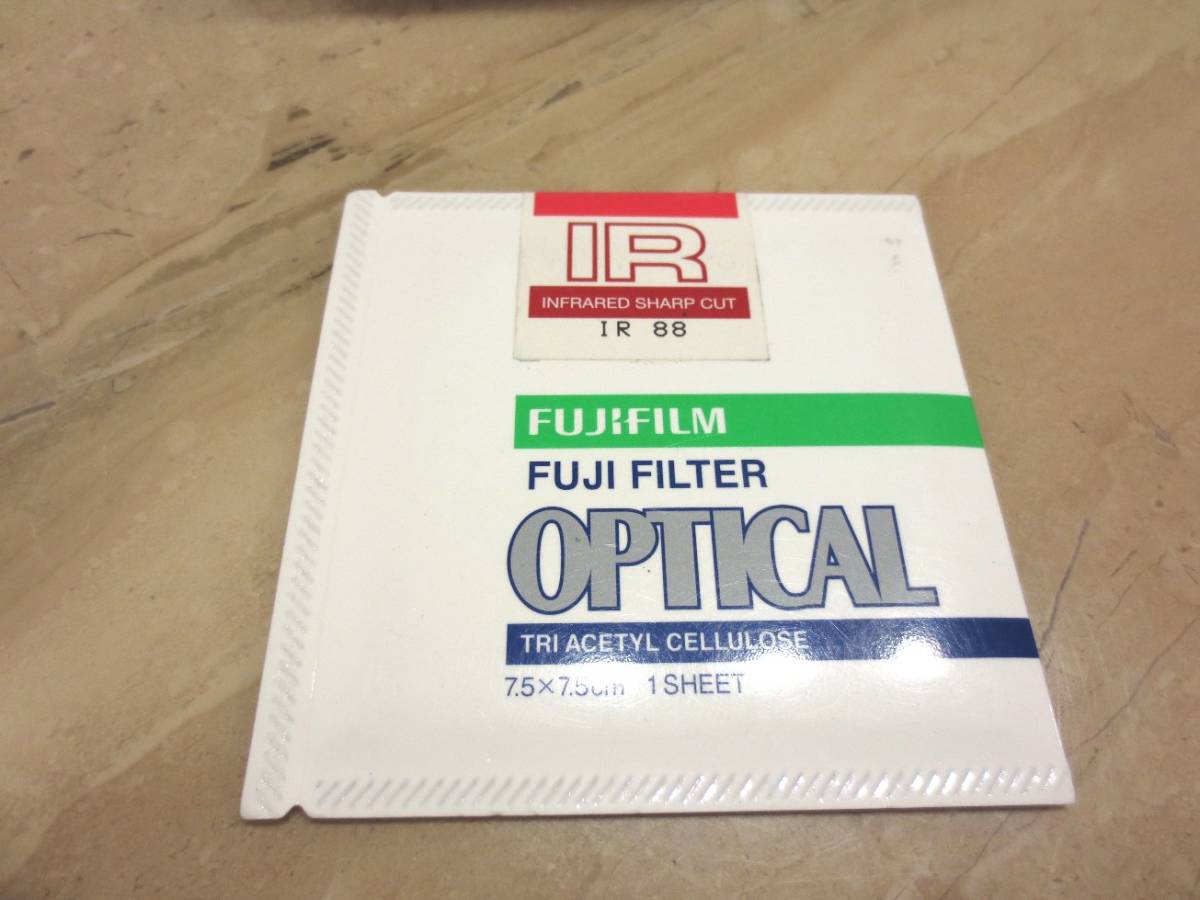 IR
INFRARED SHARP CUT
IR 88
FUJIFILM
FUJI FILTER
OPTICAL
TRI ACETYL CELLULOSE
7.5×7.5cm 1 SHEET